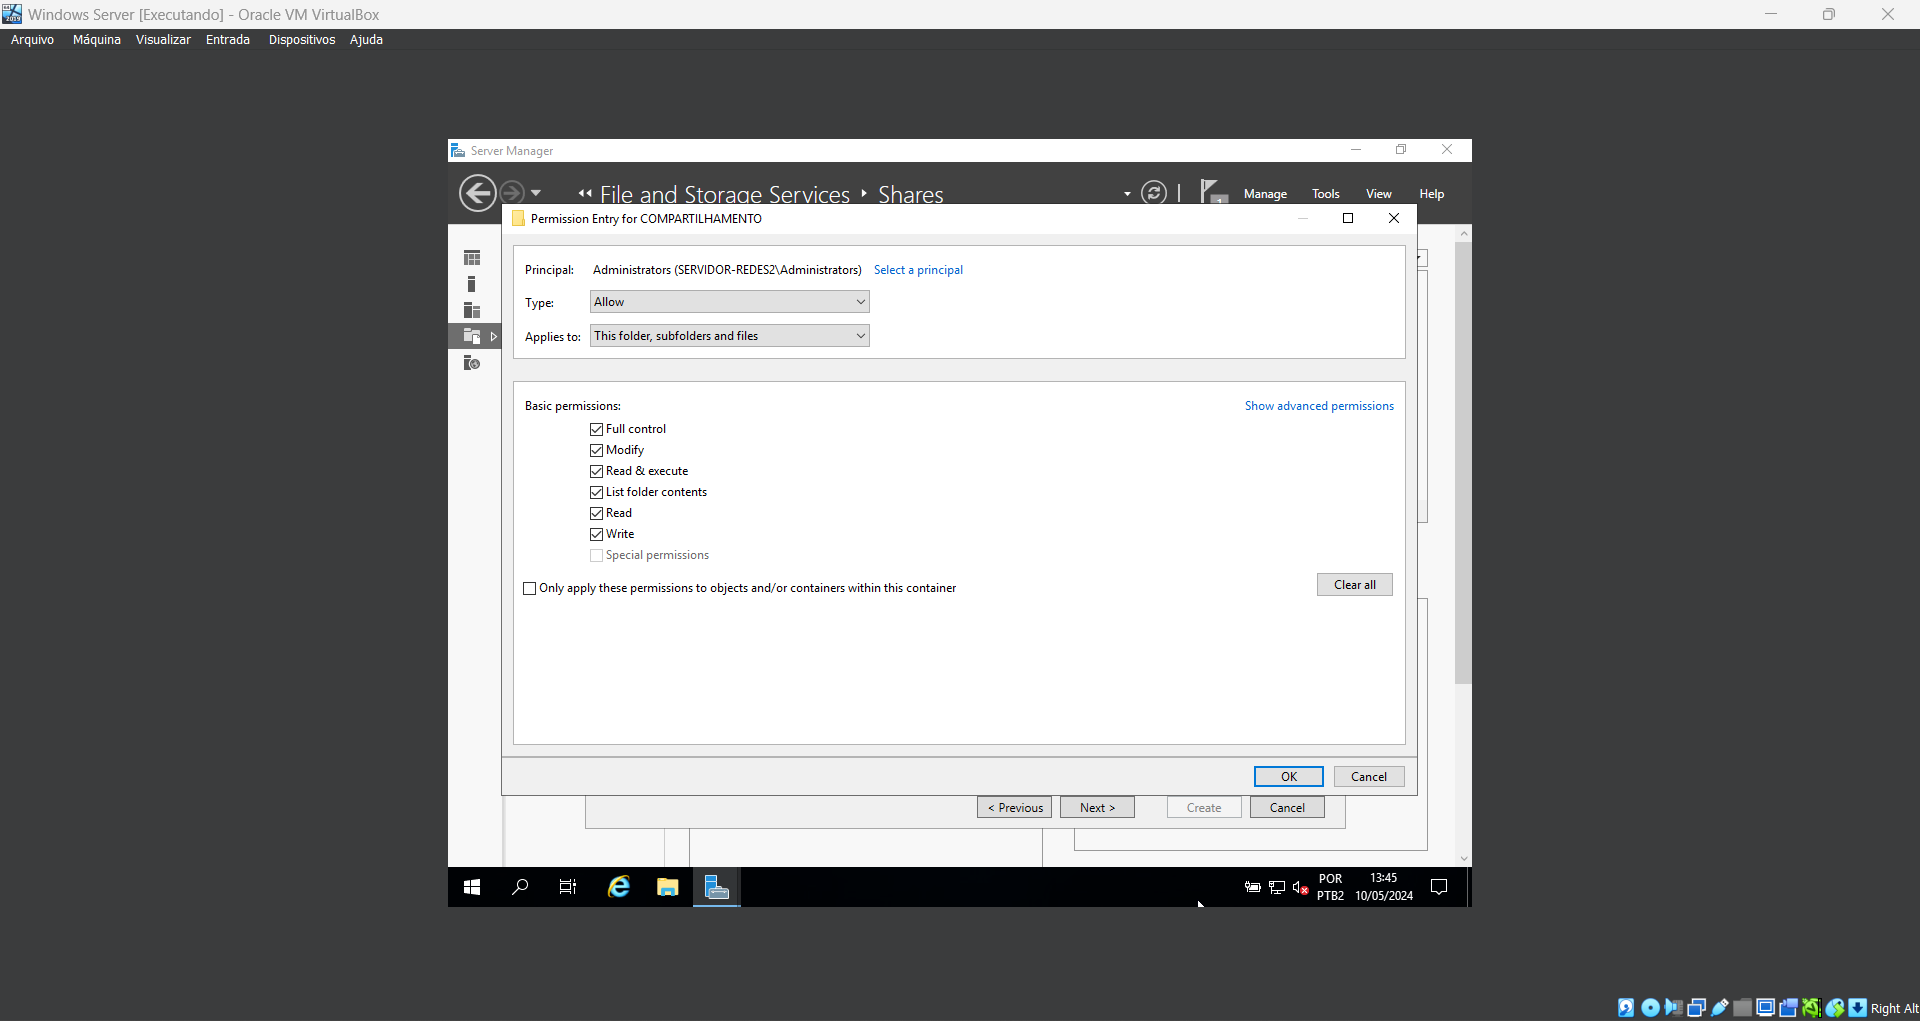 Windows Server [Executando] - Oracle VM VirtualBox
Arquivo Máquina Visualizar Entrada Dispositivos Ajuda
Server Manager
File and Storage Services Shares
1 Manage Tools View Help
Permission Entry for COMPARTILHAMENTO
Principal: Administrators (SERVIDOR-REDES2\Administrators) Select a principal
Type: Allow
Applies to: This folder, subfolders and files
Basic permissions: Show advanced permissions
Full control
Modify
Read & execute
List folder contents
Read
Write
Special permissions
Only apply these permissions to objects and/or containers within this container
Clear all
OK Cancel
< Previous Next > Create Cancel
POR 13:45
PTB2 10/05/2024
Right Alt